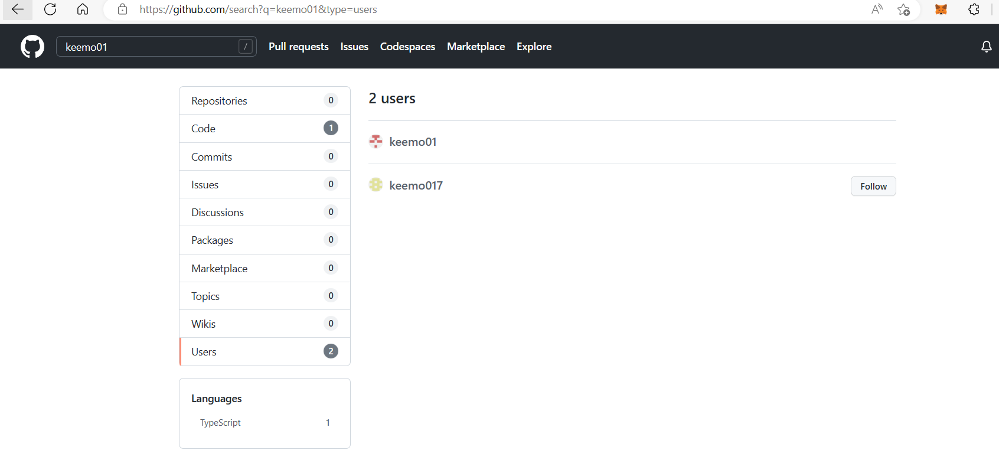 https://github.com/search?q=keemo01&type=users
A
keemo01 /
Pull requests Issues Codespaces Marketplace Explore
Repositories 0
Code 1
Commits 0
Issues 0
Discussions 0
Packages 0
Marketplace 0
Topics 0
Wikis 0
Users 2
Languages
TypeScript 1
2 users
keemo01
keemo017
Follow